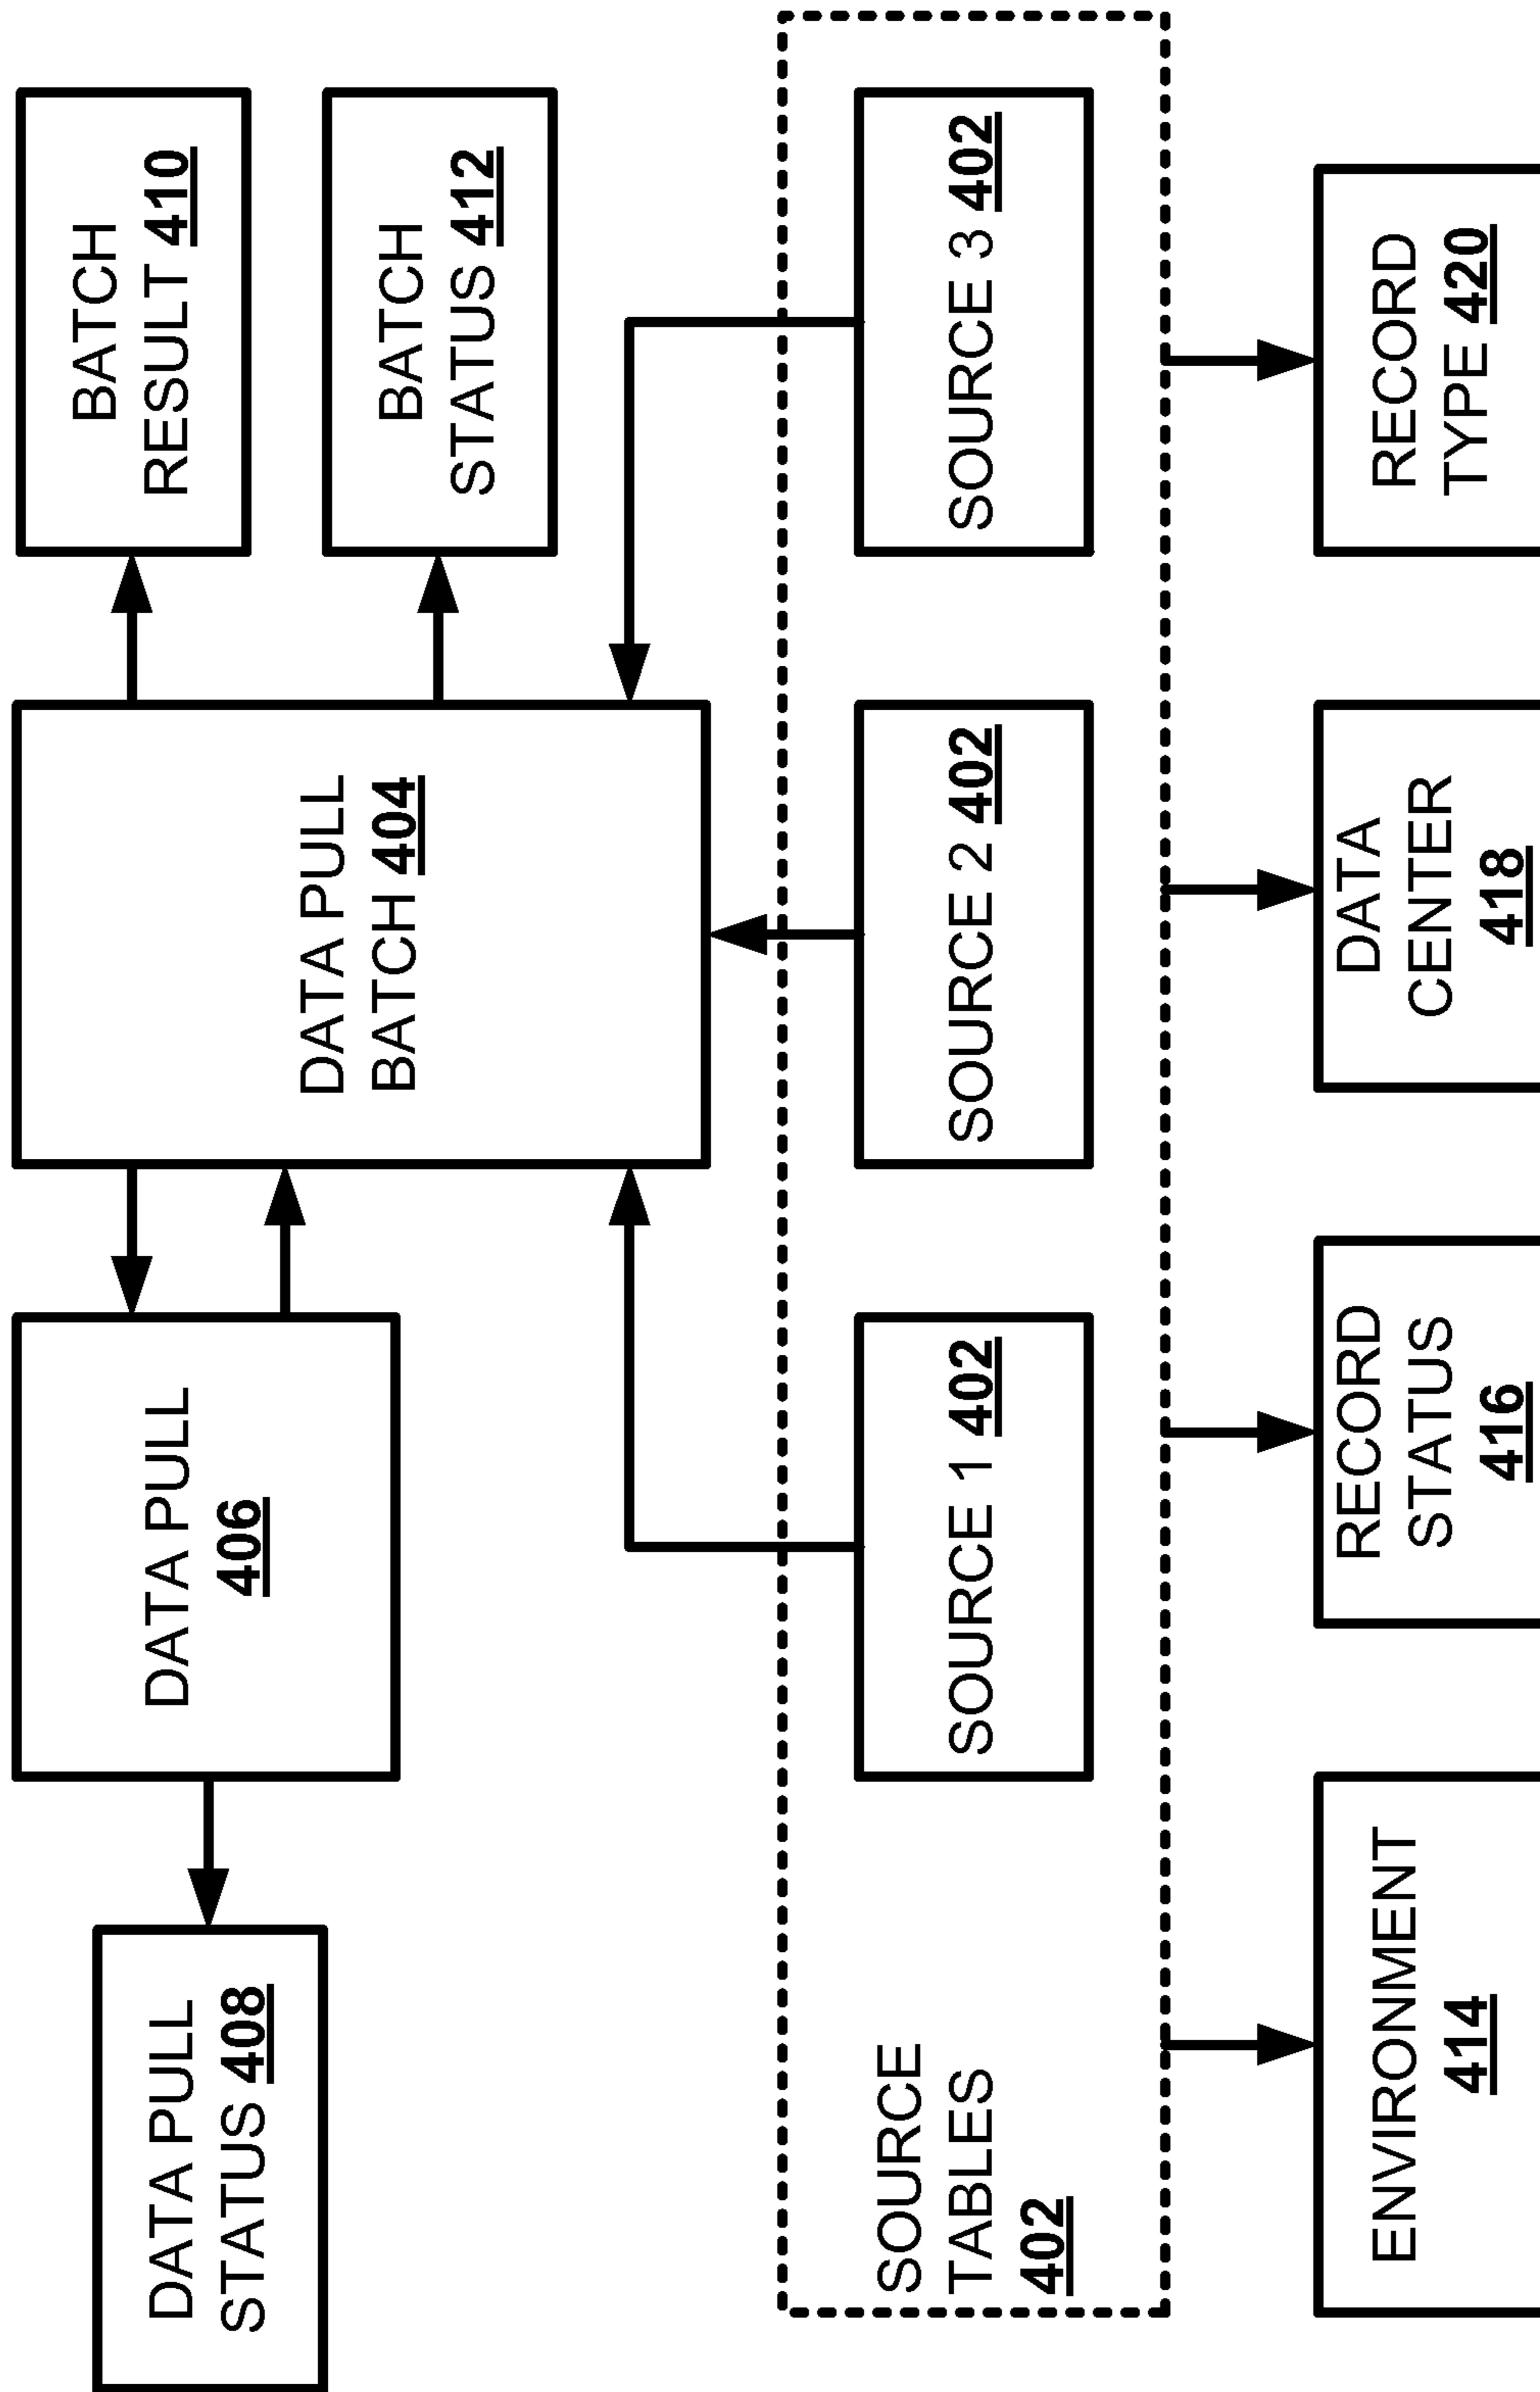 DATA PULL
STATUS 408
DATA PULL
406
DATA PULL
BATCH 404
BATCH
RESULT 410
BATCH
STATUS 412
SOURCE
TABLES
402
SOURCE 1 402
SOURCE 2 402
SOURCE 3 402
ENVIRONMENT
414
RECORD
STATUS
416
DATA
CENTER
418
RECORD
TYPE 420